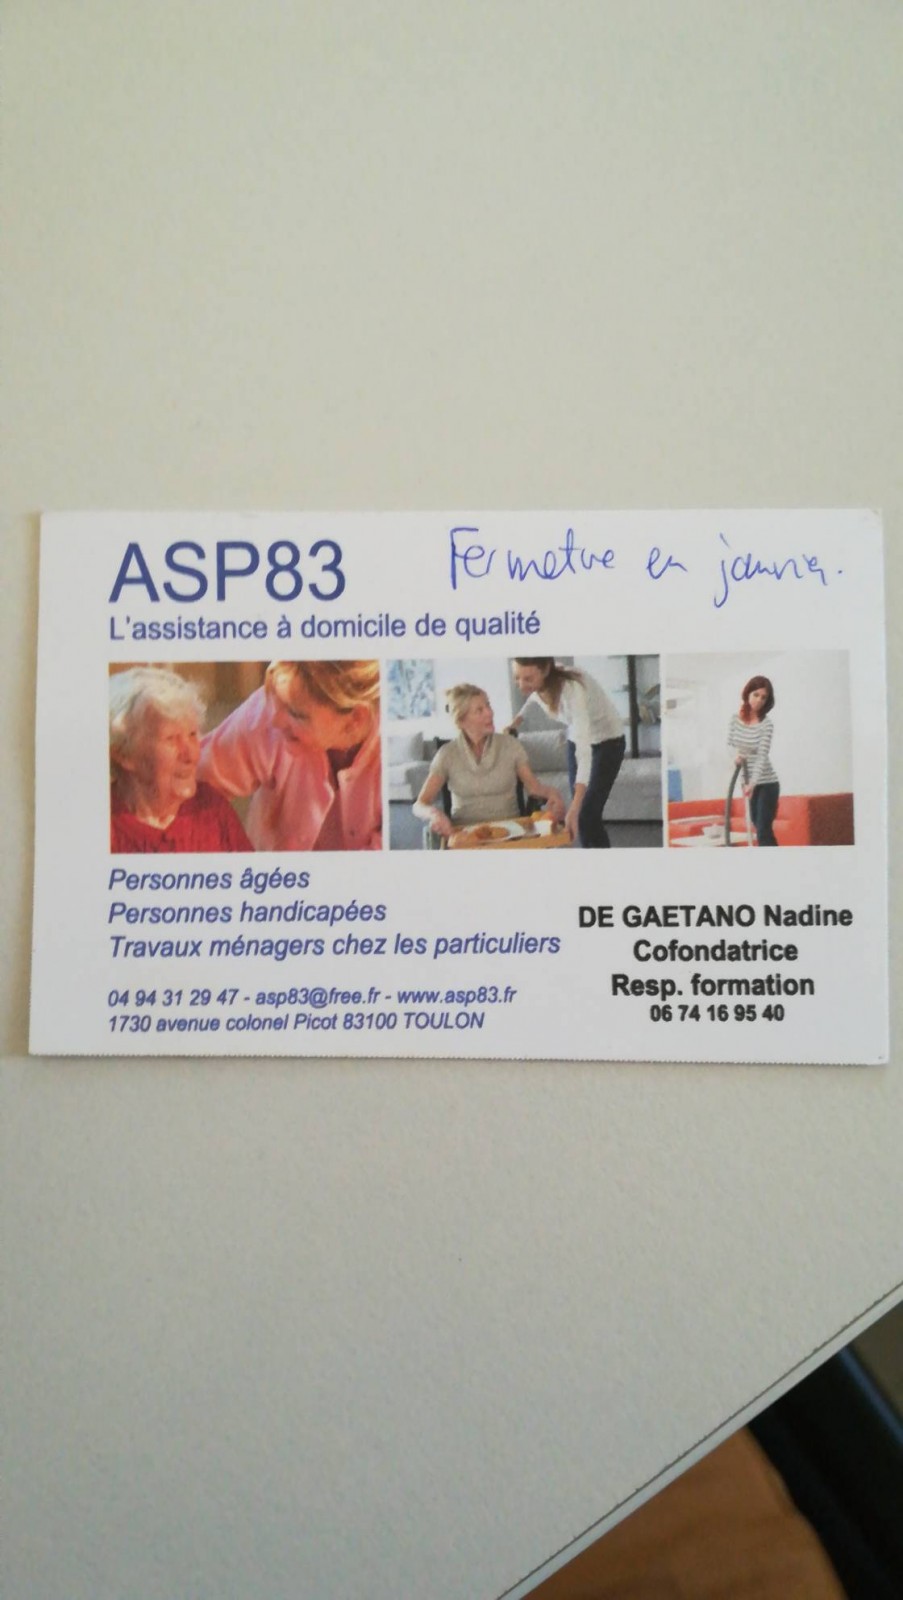 ASP83
Fermeture en janvier.
L'assistance à domicile de qualité
Personnes âgées
Personnes handicapées
Travaux ménagers chez les particuliers
04 94 31 29 47 - asp83@free.fr - www.asp83.fr
1730 avenue colonel Picot 83100 TOULON
DE GAETANO Nadine
Cofondatrice
Resp. formation
06 74 16 95 40